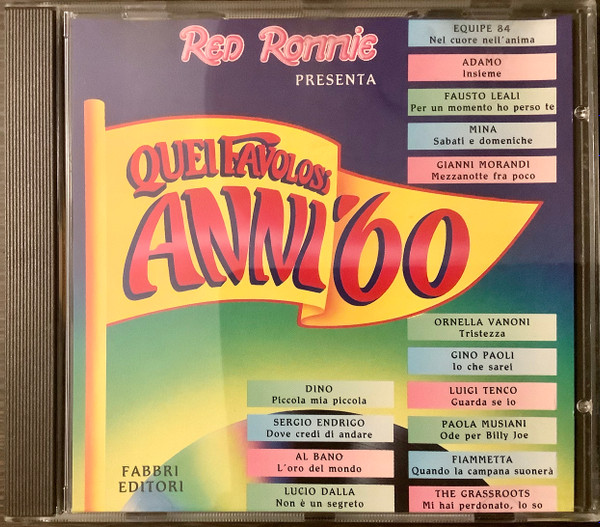 Red Ronnie
PRESENTA
QUEI FAVOLOSi
ANNI '60
EQUIPE 84
Nel cuore nell'anima
ADAMO
Insieme
FAUSTO LEALI
Per un momento ho perso te
MINA
Sabati e domeniche
GIANNI MORANDI
Mezzanotte fra poco
ORNELLA VANONI
Tristezza
GINO PAOLI
Io che sarei
LUIGI TENCO
Guarda se io
PAOLA MUSIANI
Ode per Billy Joe
FIAMMETTA
Quando la campana suonerà
THE GRASSROOTS
Mi hai perdonato, lo so
DINO
Piccola mia piccola
SERGIO ENDRIGO
Dove credi di andare
AL BANO
L'oro del mondo
LUCIO DALLA
Non è un segreto
FABBRI
EDITORI